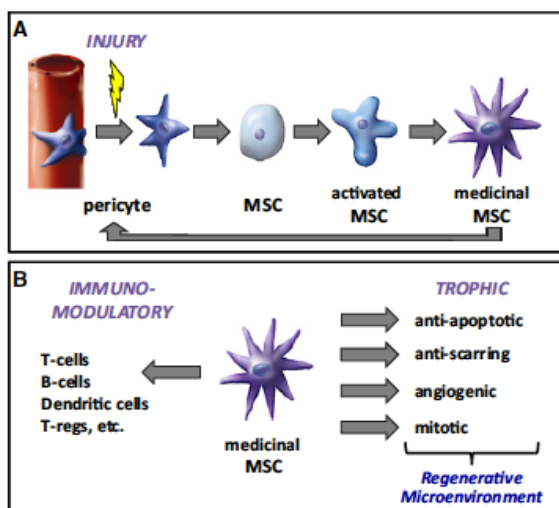 A
INJURY
pericyte
MSC
activated
MSC
medicinal
MSC
B
IMMUNO-
MODULATORY
T-cells
B-cells
Dendritic cells
T-regs, etc.
medicinal
MSC
TROPHIC
anti-apoptotic
anti-scarring
angiogenic
mitotic
Regenerative
Microenvironment